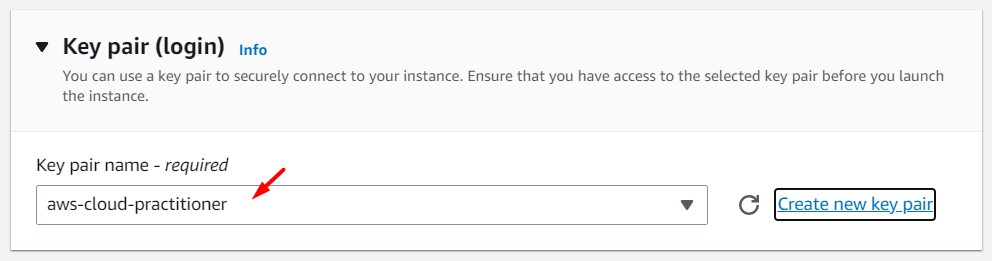 Key pair (login) Info
You can use a key pair to securely connect to your instance. Ensure that you have access to the selected key pair before you launch
the instance.
Key pair name - required
aws-cloud-practitioner
Create new key pair